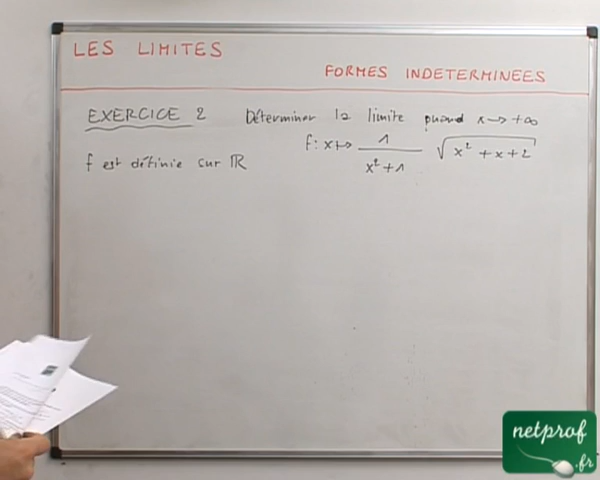 LES LIMITES
FORMES INDETERMINEES
EXERCICE 2 Déterminer la limite quand x → +∞
f est définie sur ℝ f: x ↦ 1/(x² + 1) √(x² + x + 2)
netprof
.fr